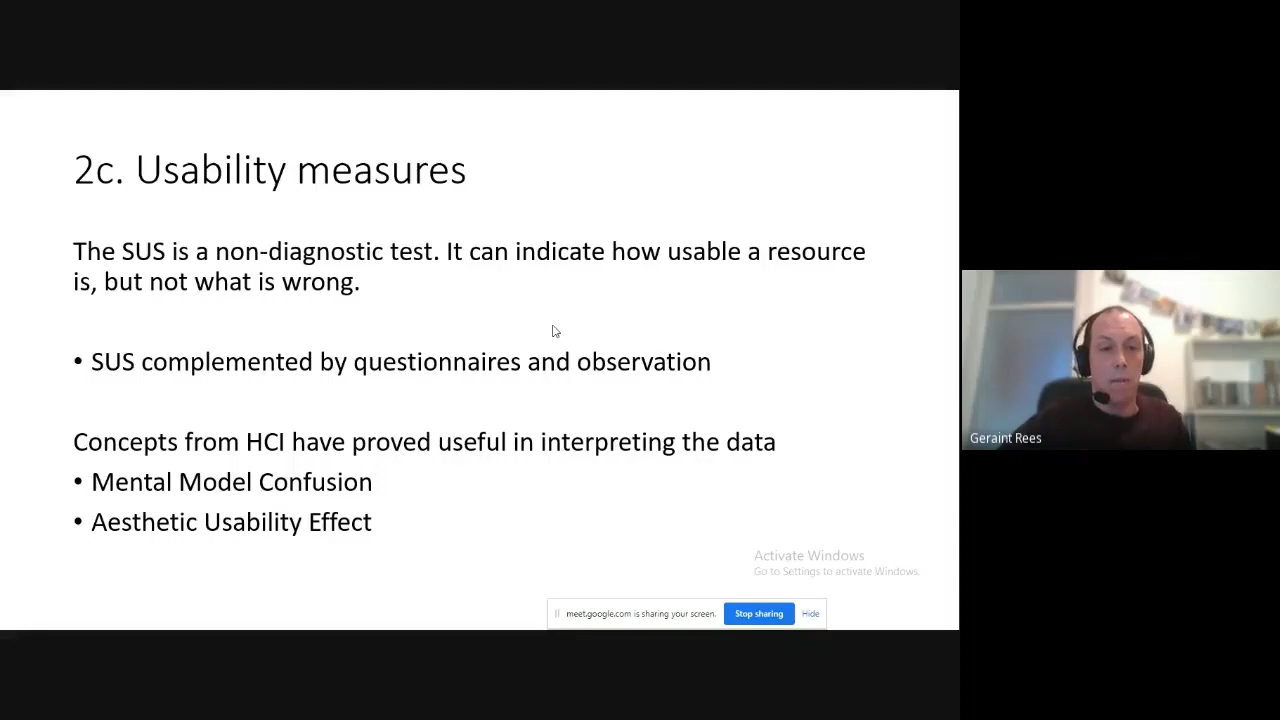 2c. Usability measures
The SUS is a non-diagnostic test. It can indicate how usable a resource
is, but not what is wrong.
• SUS complemented by questionnaires and observation
Concepts from HCI have proved useful in interpreting the data
• Mental Model Confusion
• Aesthetic Usability Effect
Activate Windows
Go to Settings to activate Windows.
meet.google.com is sharing your screen. Stop sharing Hide
Geraint Rees